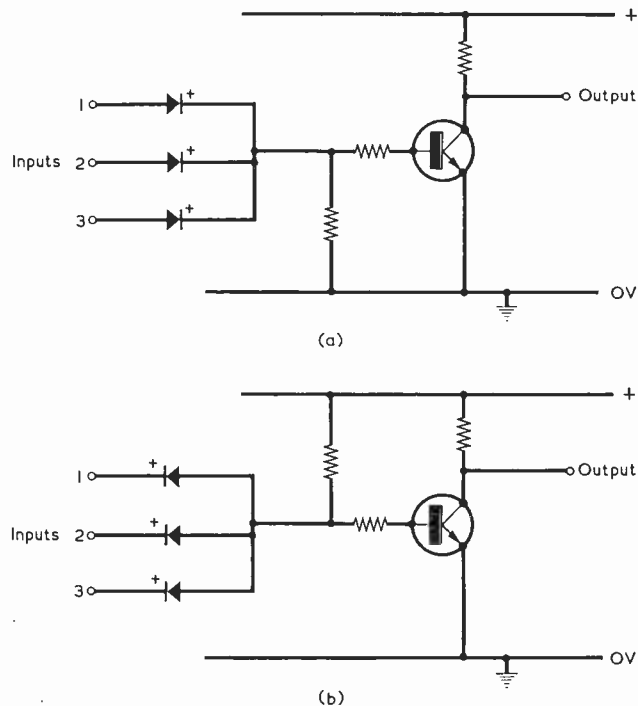 +
1 +
Output
Inputs 2 +
3 +
OV
(a)
+
1 +
Output
Inputs 2 +
3 +
OV
(b)